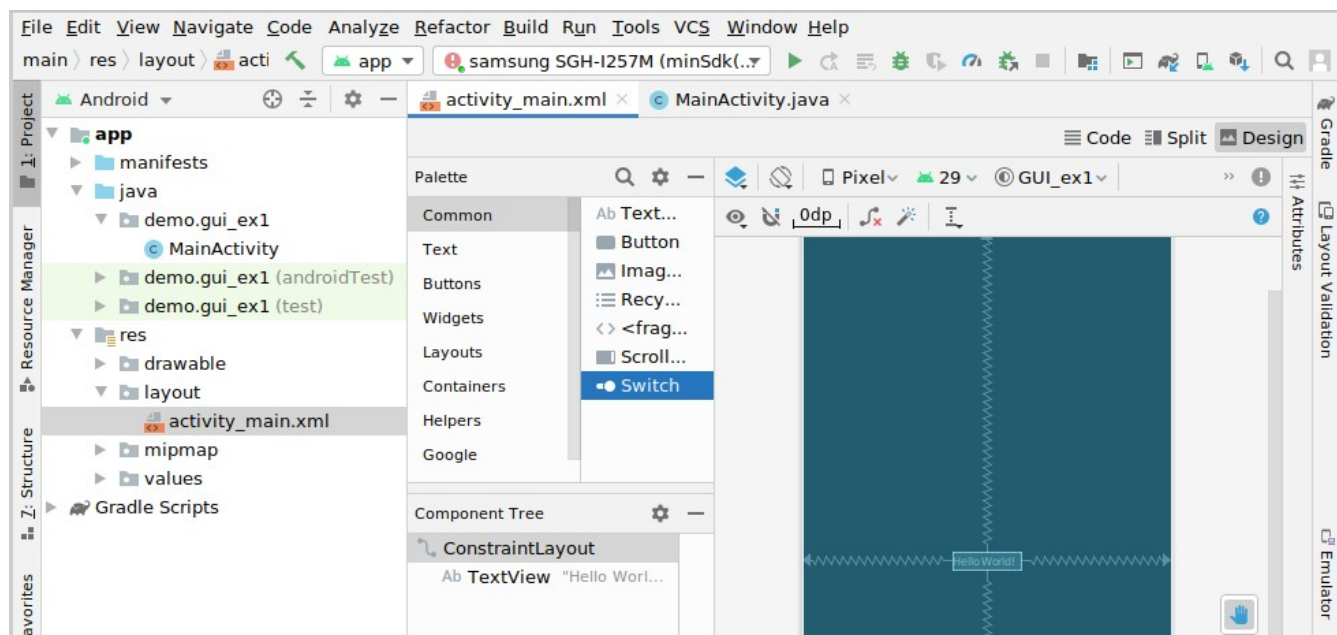 File Edit View Navigate Code Analyze Refactor Build Run Tools VCS Window Help
main res layout acti app samsung SGH-I257M (minSdk(..
1: Project
Resource Manager
Z: Structure
avorites
Android
app
manifests
java
demo.gui_ex1
MainActivity
demo.gui_ex1 (androidTest)
demo.gui_ex1 (test)
res
drawable
layout
activity_main.xml
mipmap
values
Gradle Scripts
activity_main.xml MainActivity.java
Code Split Design
Palette
Common
Text
Buttons
Widgets
Layouts
Containers
Helpers
Google
Ab Text...
Button
Imag...
Recy...
<frag...
Scroll...
Switch
Component Tree
ConstraintLayout
Ab TextView "Hello Worl...
Pixel 29 GUI_ex1
0dp
Hello World!
Attributes
Gradle
Layout Validation
Emulator